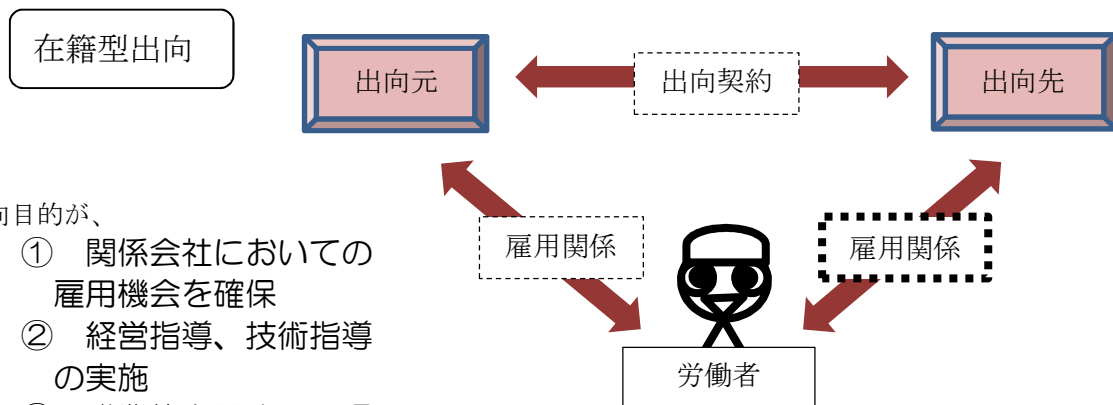 在籍型出向
出向元
出向契約
出向先
向目的が、
① 関係会社においての
雇用機会を確保
② 経営指導、技術指導
の実施
雇用関係
雇用関係
労働者